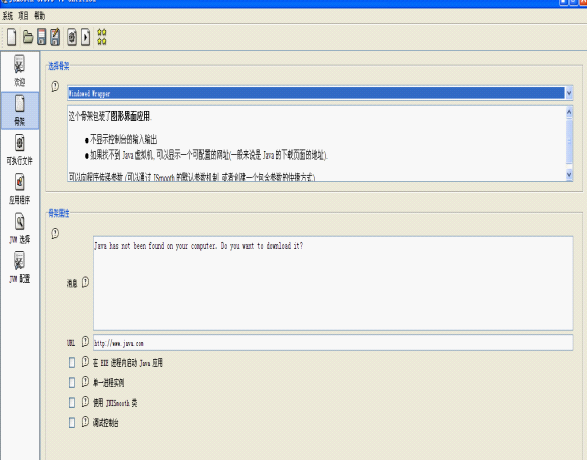 系统 项目 帮助
欢迎
骨架
可执行文件
应用程序
JVM 选择
JVM 配置
选择骨架
Windowed Wrapper
这个骨架包装了图形界面应用.
不显示控制台的输入输出
如果找不到 Java 虚拟机, 可以显示一个可配置的网址(一般来说是 Java 的下载页面的地址).
可以向程序传递参数 (可以通过 JSmooth 的默认参数机制, 或者创建一个包含参数的快捷方式)
骨架属性
消息
Java has not been found on your computer. Do you want to download it?
URL
http://www.java.com
在 EXE 进程内启动 Java 应用
单一进程实例
使用 JNISmooth 类
调试控制台